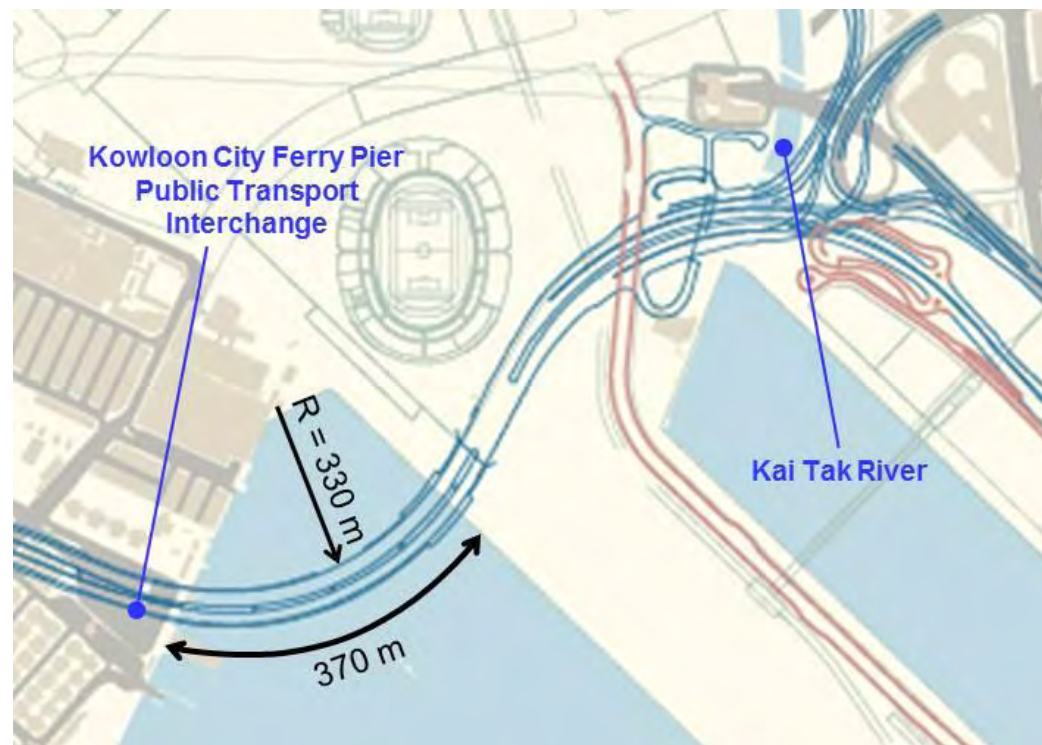 Kowloon City Ferry Pier
Public Transport
Interchange
Kai Tak River
R = 330 m
370 m